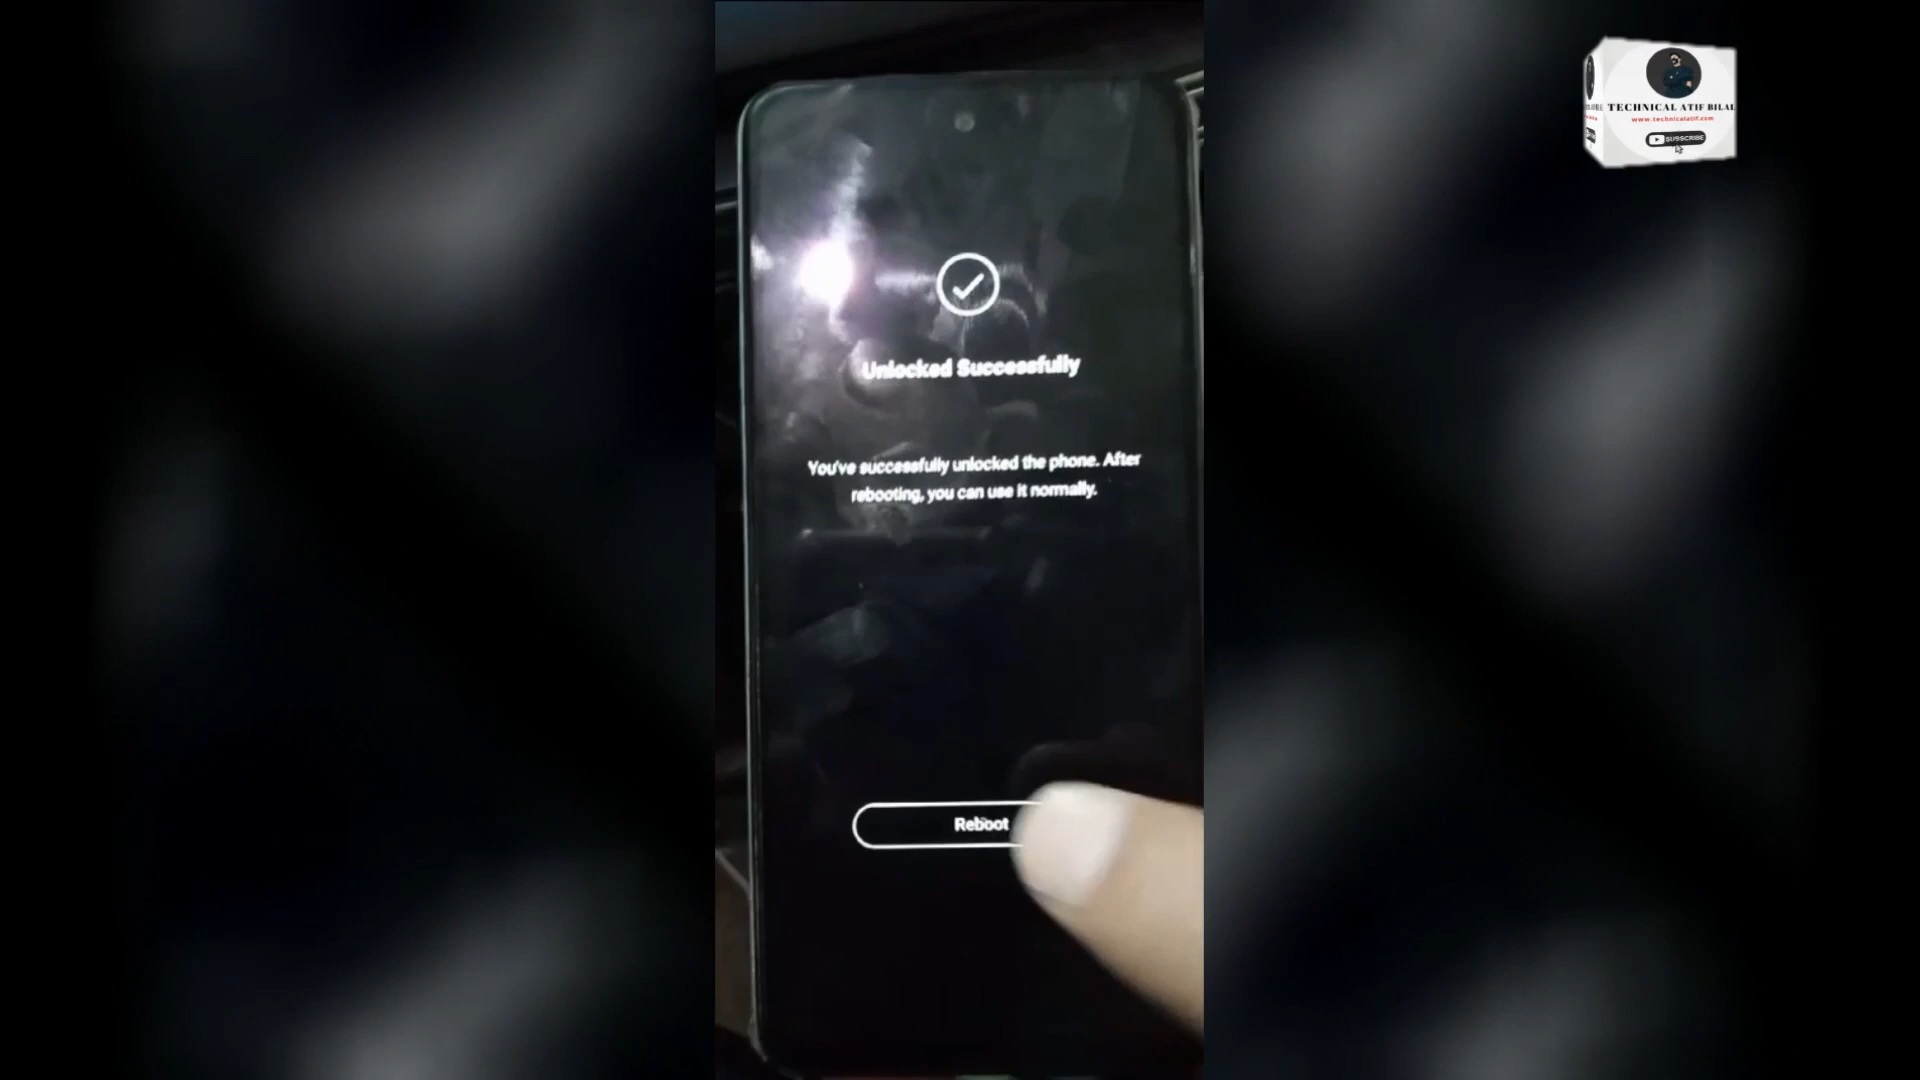 TECHNICAL ATIF BILAL
www.technicalatif.com
SUBSCRIBE
Unlocked Successfully
You've successfully unlocked the phone. After
rebooting, you can use it normally.
Reboot